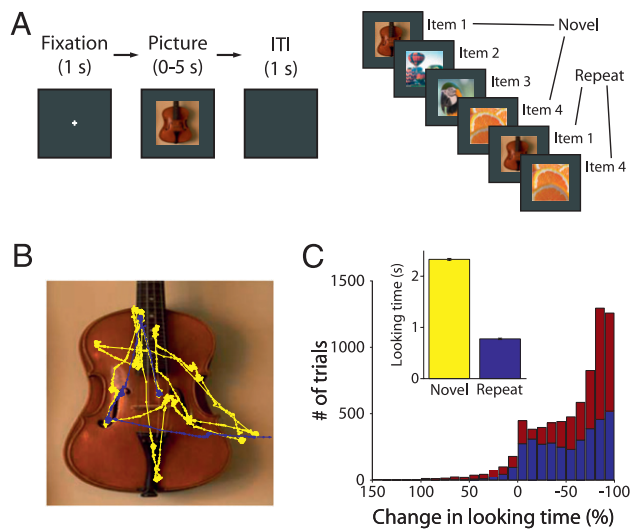 A
Fixation
(1 s)
Picture
(0-5 s)
ITI
(1 s)
Item 1
Novel
Item 2
Item 3
Repeat
Item 4
Item 1
Item 4
B
C
# of trials
1500
1000
500
0
150
100
50
0
-50
-100
Change in looking time (%)
Looking time (s)
2
1
0
Novel
Repeat